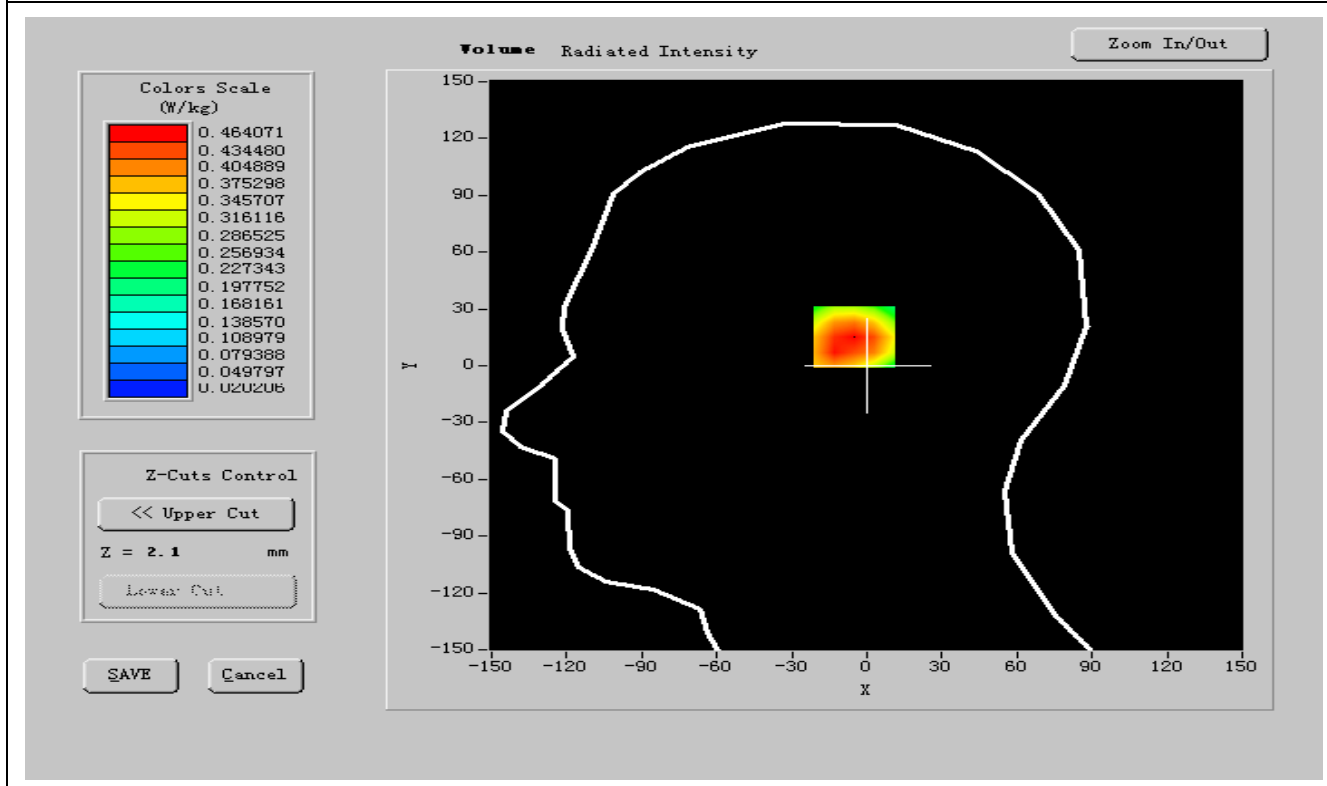 Volume Radiated Intensity
Zoom In/Out
Colors Scale
(W/kg)
0.464071
0.434480
0.404889
0.375298
0.345707
0.316116
0.286525
0.256934
0.227343
0.197752
0.168161
0.138570
0.108979
0.079388
0.049797
0.020206
Z-Cuts Control
<< Upper Cut
Z = 2.1 mm
Lower Cut
SAVE Cancel
150
120
90
60
30
0
-30
-60
-90
-120
-150
Y
-150 -120 -90 -60 -30 0 30 60 90 120 150
X